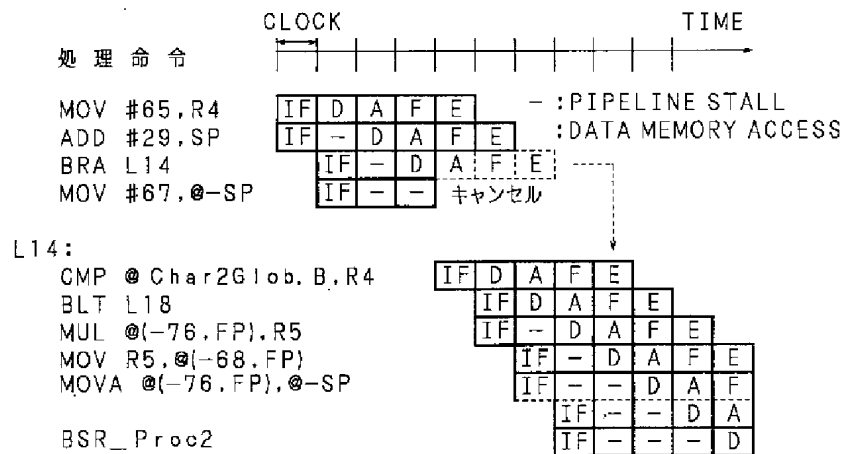 CLOCK TIME
処理命令
MOV #65,R4 IF D A F E - :PIPELINE STALL
ADD #29,SP IF - D A F E :DATA MEMORY ACCESS
BRA L14 IF - D A F E
MOV #67,@-SP IF - - キャンセル
L14:
CMP @Char2Glob,B,R4 IF D A F E
BLT L18 IF D A F E
MUL @(-76,FP),R5 IF - D A F E
MOV R5,@(-68,FP) IF - D A F E
MOVA @(-76,FP),@-SP IF - - D A F
IF - - D A
BSR_Proc2 IF - - - D